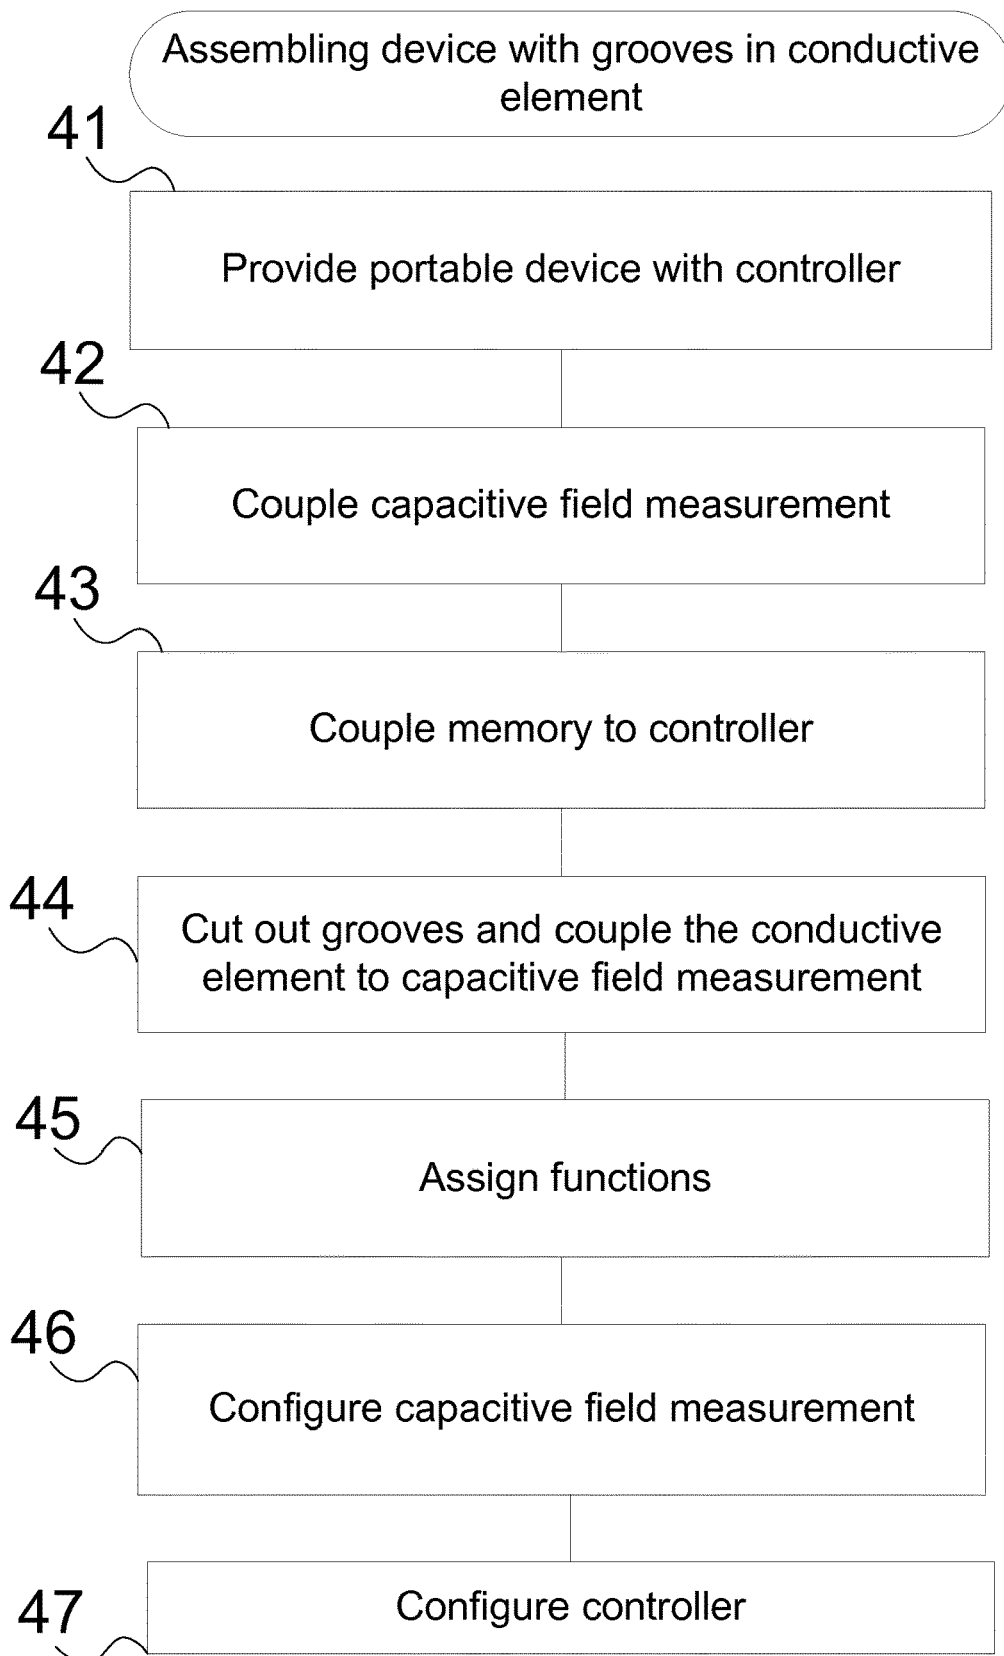 Assembling device with grooves in conductive
element
41
Provide portable device with controller
42
Couple capacitive field measurement
43
Couple memory to controller
44
Cut out grooves and couple the conductive
element to capacitive field measurement
45
Assign functions
46
Configure capacitive field measurement
47
Configure controller